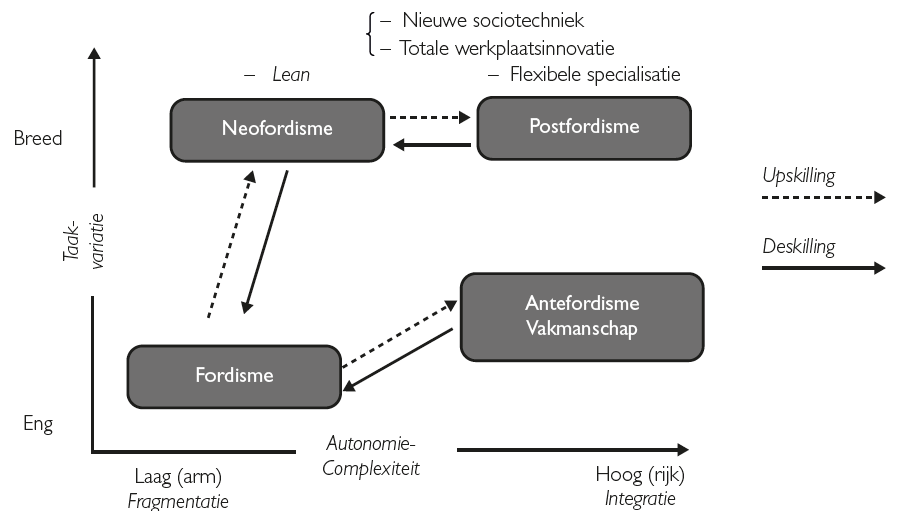 – Nieuwe sociotechniek
– Totale werkplaatsinnovatie
– Lean
– Flexibele specialisatie
Neofordisme
Postfordisme
Breed
Upskilling
Taak-
variatie
Deskilling
Antefordisme
Vakmanschap
Fordisme
Eng
Autonomie-
Complexiteit
Laag (arm)
Fragmentatie
Hoog (rijk)
Integratie